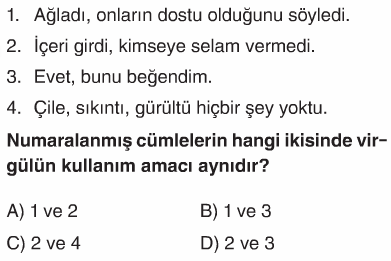 1. Ağladı, onların dostu olduğunu söyledi.
2. İçeri girdi, kimseye selam vermedi.
3. Evet, bunu beğendim.
4. Çile, sıkıntı, gürültü hiçbir şey yoktu.
Numaralanmış cümlelerin hangi ikisinde vir-
gülün kullanım amacı aynıdır?
A) 1 ve 2 B) 1 ve 3
C) 2 ve 4 D) 2 ve 3